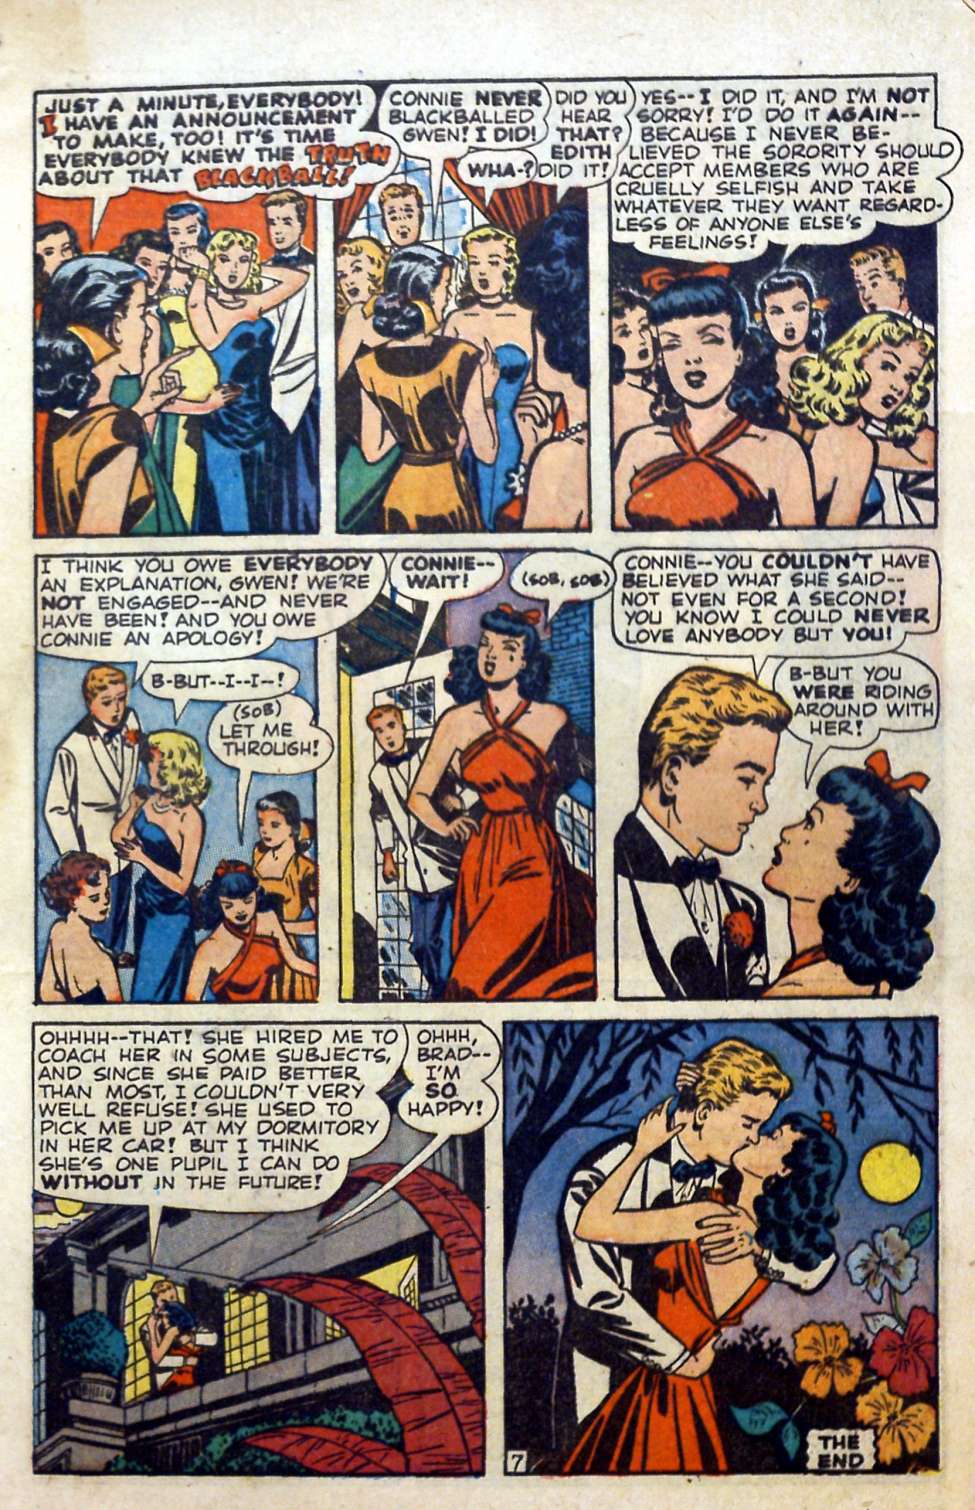 JUST A MINUTE, EVERYBODY!
I HAVE AN ANNOUNCEMENT
TO MAKE, TOO! IT'S TIME
EVERYBODY KNEW THE TRUTH
ABOUT THAT BLACKBALL!
CONNIE NEVER
BLACKBALLED
GWEN! I DID!
WHA-?
DID YOU
HEAR
THAT?
EDITH
DID IT!
YES--I DID IT, AND I'M NOT
SORRY! I'D DO IT AGAIN--
BECAUSE I NEVER BE-
LIEVED THE SORORITY SHOULD
ACCEPT MEMBERS WHO ARE
CRUELLY SELFISH AND TAKE
WHATEVER THEY WANT REGARD-
LESS OF ANYONE ELSE'S
FEELINGS!
I THINK YOU OWE EVERYBODY
AN EXPLANATION, GWEN! WE'RE
NOT ENGAGED--AND NEVER
HAVE BEEN! AND YOU OWE
CONNIE AN APOLOGY!
B-BUT--I--I--!
(SOB)
LET ME
THROUGH!
CONNIE--
WAIT!
(SOB, SOB)
CONNIE--YOU COULDN'T HAVE
BELIEVED WHAT SHE SAID--
NOT EVEN FOR A SECOND!
YOU KNOW I COULD NEVER
LOVE ANYBODY BUT YOU!
B-BUT YOU
WERE RIDING
AROUND WITH
HER!
OHHHH--THAT! SHE HIRED ME TO
COACH HER IN SOME SUBJECTS,
AND SINCE SHE PAID BETTER
THAN MOST, I COULDN'T VERY
WELL REFUSE! SHE USED TO
PICK ME UP AT MY DORMITORY
IN HER CAR! BUT I THINK
SHE'S ONE PUPIL I CAN DO
WITHOUT IN THE FUTURE!
OHHH,
BRAD--
I'M
SO
HAPPY!
7
THE
END